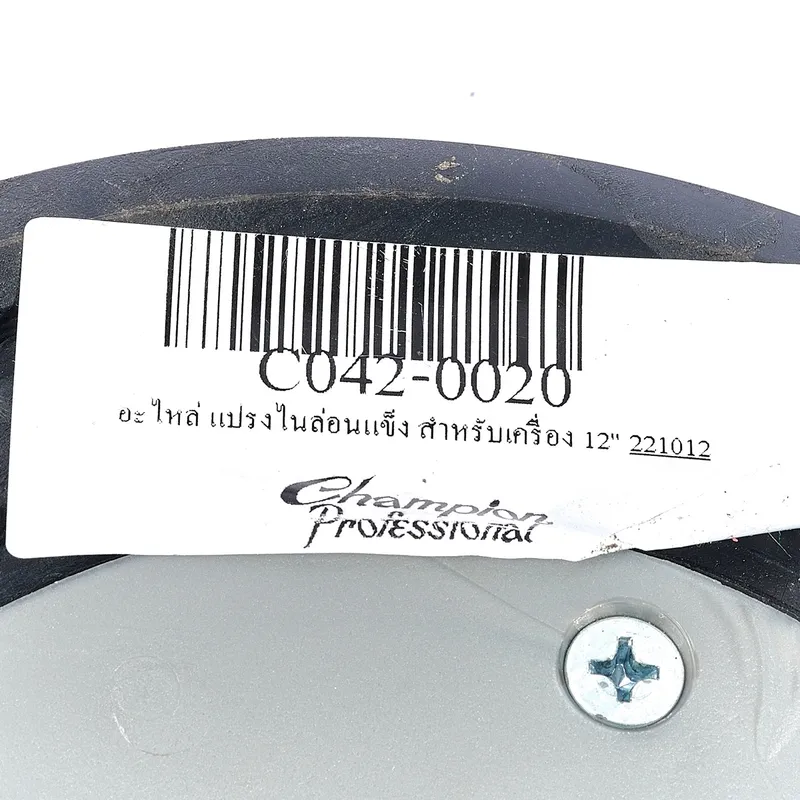 C042-0020
อะไหล่ แปรงไนล่อนแข็ง สำหรับเครื่อง 12" 221012
Champion
Professional